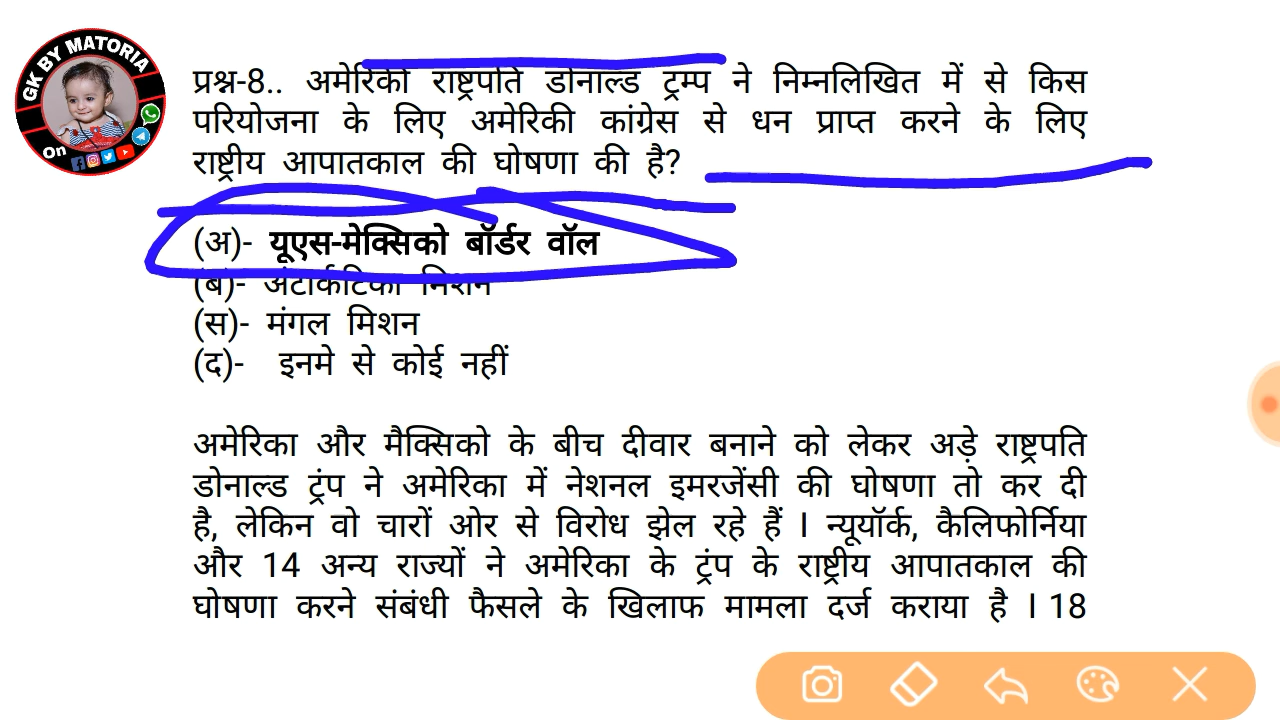 GK BY MATORIA
On
प्रश्न-8.. अमेरिकी राष्ट्रपति डोनाल्ड ट्रम्प ने निम्नलिखित में से किस
परियोजना के लिए अमेरिकी कांग्रेस से धन प्राप्त करने के लिए
राष्ट्रीय आपातकाल की घोषणा की है?
(अ)- यूएस-मेक्सिको बॉर्डर वॉल
(ब)- अंटार्कटिका मिशन
(स)- मंगल मिशन
(द)- इनमे से कोई नहीं
अमेरिका और मैक्सिको के बीच दीवार बनाने को लेकर अड़े राष्ट्रपति
डोनाल्ड ट्रंप ने अमेरिका में नेशनल इमरजेंसी की घोषणा तो कर दी
है, लेकिन वो चारों ओर से विरोध झेल रहे हैं । न्यूयॉर्क, कैलिफोर्निया
और 14 अन्य राज्यों ने अमेरिका के ट्रंप के राष्ट्रीय आपातकाल की
घोषणा करने संबंधी फैसले के खिलाफ मामला दर्ज कराया है । 18